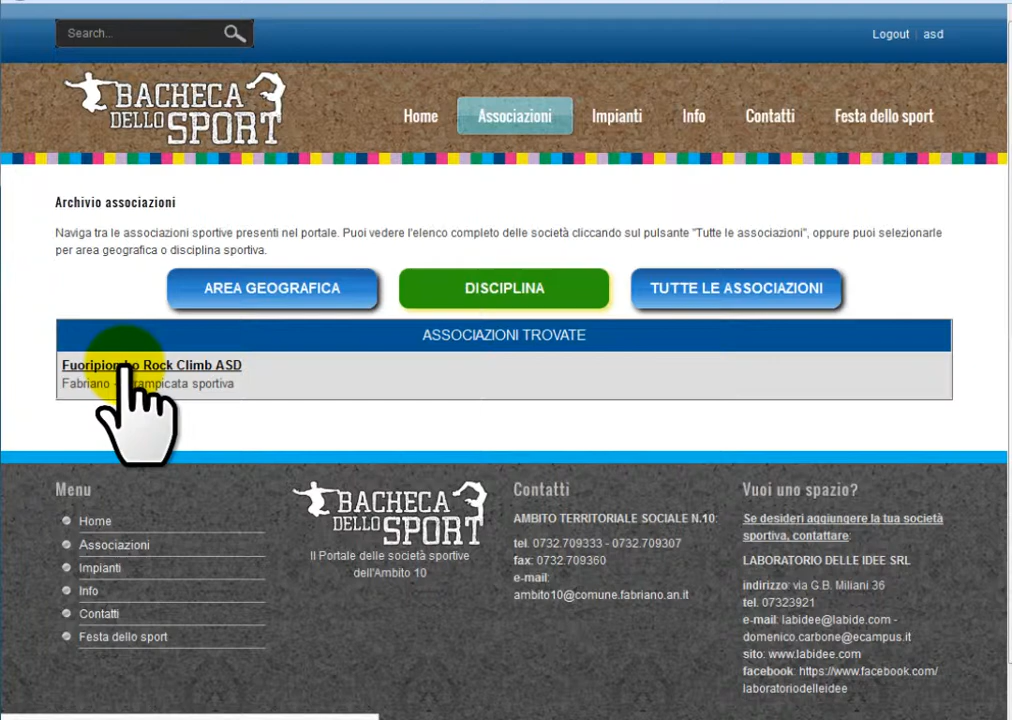 Search...
Logout | asd
BACHECA
DELLO SPORT
Home
Associazioni
Impianti
Info
Contatti
Festa dello sport
Archivio associazioni
Naviga tra le associazioni sportive presenti nel portale. Puoi vedere l'elenco completo delle società cliccando sul pulsante "Tutte le associazioni", oppure puoi selezionarle
per area geografica o disciplina sportiva.
AREA GEOGRAFICA
DISCIPLINA
TUTTE LE ASSOCIAZIONI
ASSOCIAZIONI TROVATE
Fuoripiombo Rock Climb ASD
Fabriano - Arrampicata sportiva
Menu
Home
Associazioni
Impianti
Info
Contatti
Festa dello sport
BACHECA
DELLO SPORT
Il Portale delle società sportive
dell'Ambito 10
Contatti
AMBITO TERRITORIALE SOCIALE N.10:
tel. 0732.709333 - 0732.709307
fax: 0732.709360
e-mail:
ambito10@comune.fabriano.an.it
Vuoi uno spazio?
Se desideri aggiungere la tua società
sportiva, contattare:
LABORATORIO DELLE IDEE SRL
indirizzo: via G.B. Miliani 36
tel. 07323921
e-mail: labidee@labide.com -
domenico.carbone@ecampus.it
sito: www.labidee.com
facebook: https://www.facebook.com/
laboratoriodelleidee